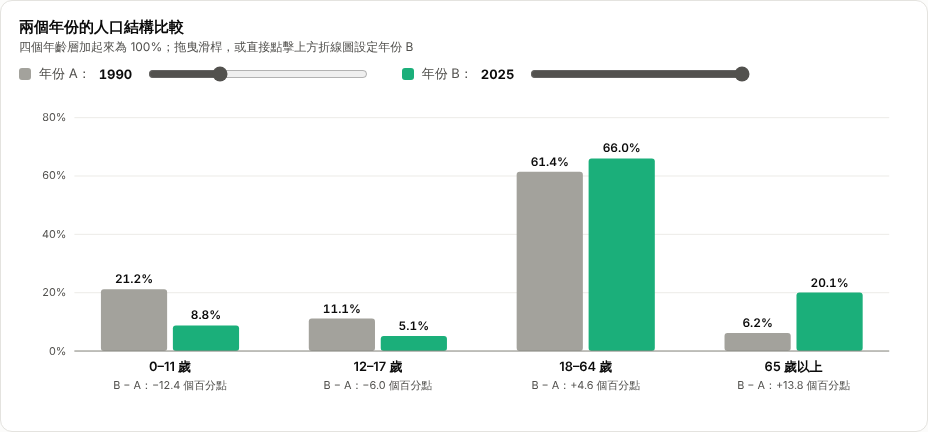 兩個年份的人口結構比較
四個年齡層加起來為 100%；拖曳滑桿，或直接點擊上方折線圖設定年份 B
年份 A： 1990 年份 B： 2025
80%
60%
40%
20%
0%
21.2% 8.8% 11.1% 5.1% 61.4% 66.0% 6.2% 20.1%
0–11 歲 12–17 歲 18–64 歲 65 歲以上
B − A：−12.4 個百分點 B − A：−6.0 個百分點 B − A：+4.6 個百分點 B − A：+13.8 個百分點